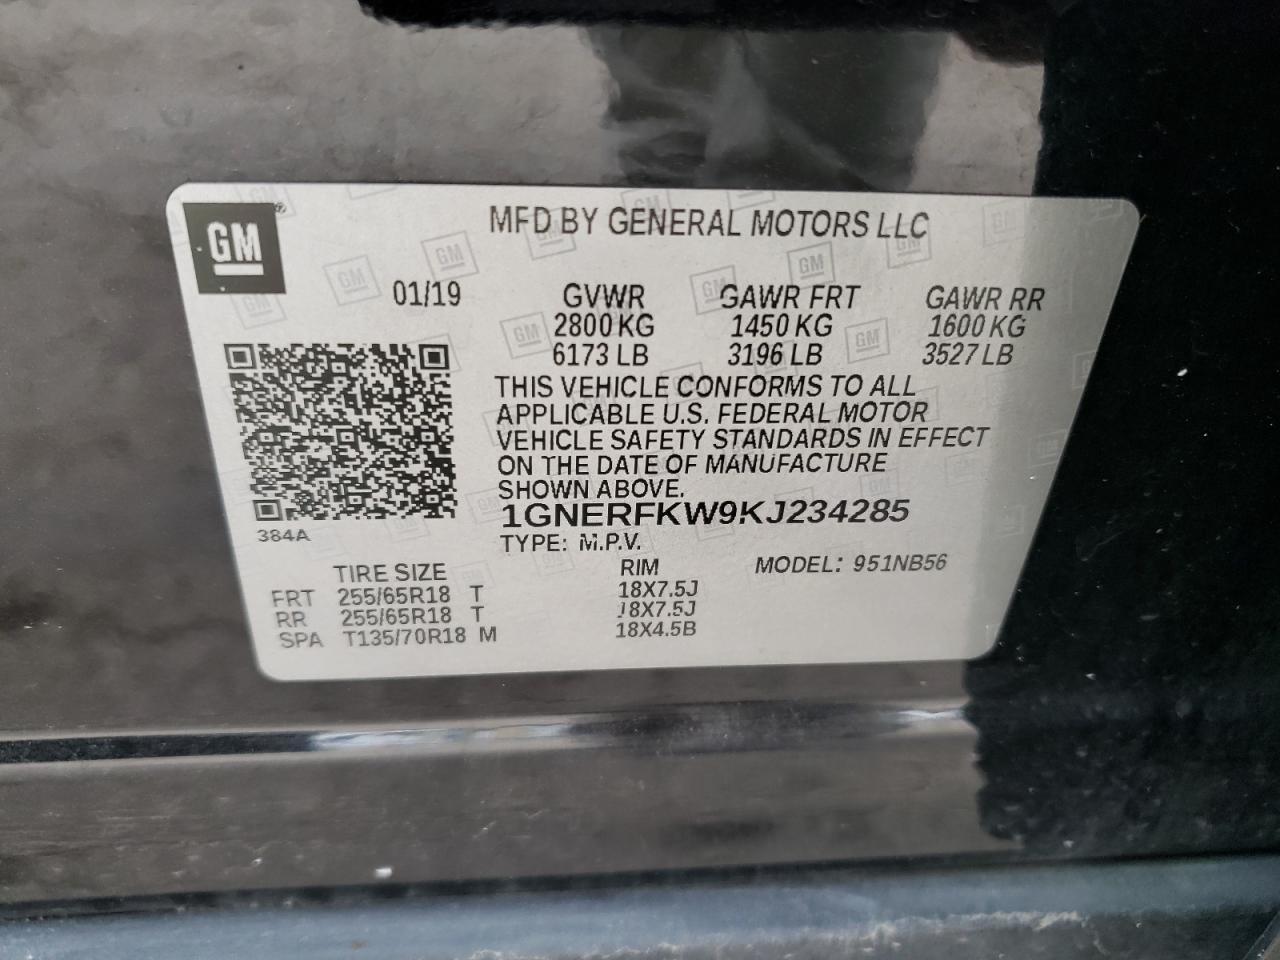 GM®
MFD BY GENERAL MOTORS LLC
01/19 GVWR GAWR FRT GAWR RR
2800 KG 1450 KG 1600 KG
6173 LB 3196 LB 3527 LB
THIS VEHICLE CONFORMS TO ALL
APPLICABLE U.S. FEDERAL MOTOR
VEHICLE SAFETY STANDARDS IN EFFECT
ON THE DATE OF MANUFACTURE
SHOWN ABOVE.
1GNERFKW9KJ234285
384A
TYPE: M.P.V.
TIRE SIZE RIM MODEL: 951NB56
FRT 255/65R18 T 18X7.5J
RR 255/65R18 T 18X7.5J
SPA T135/70R18 M 18X4.5B